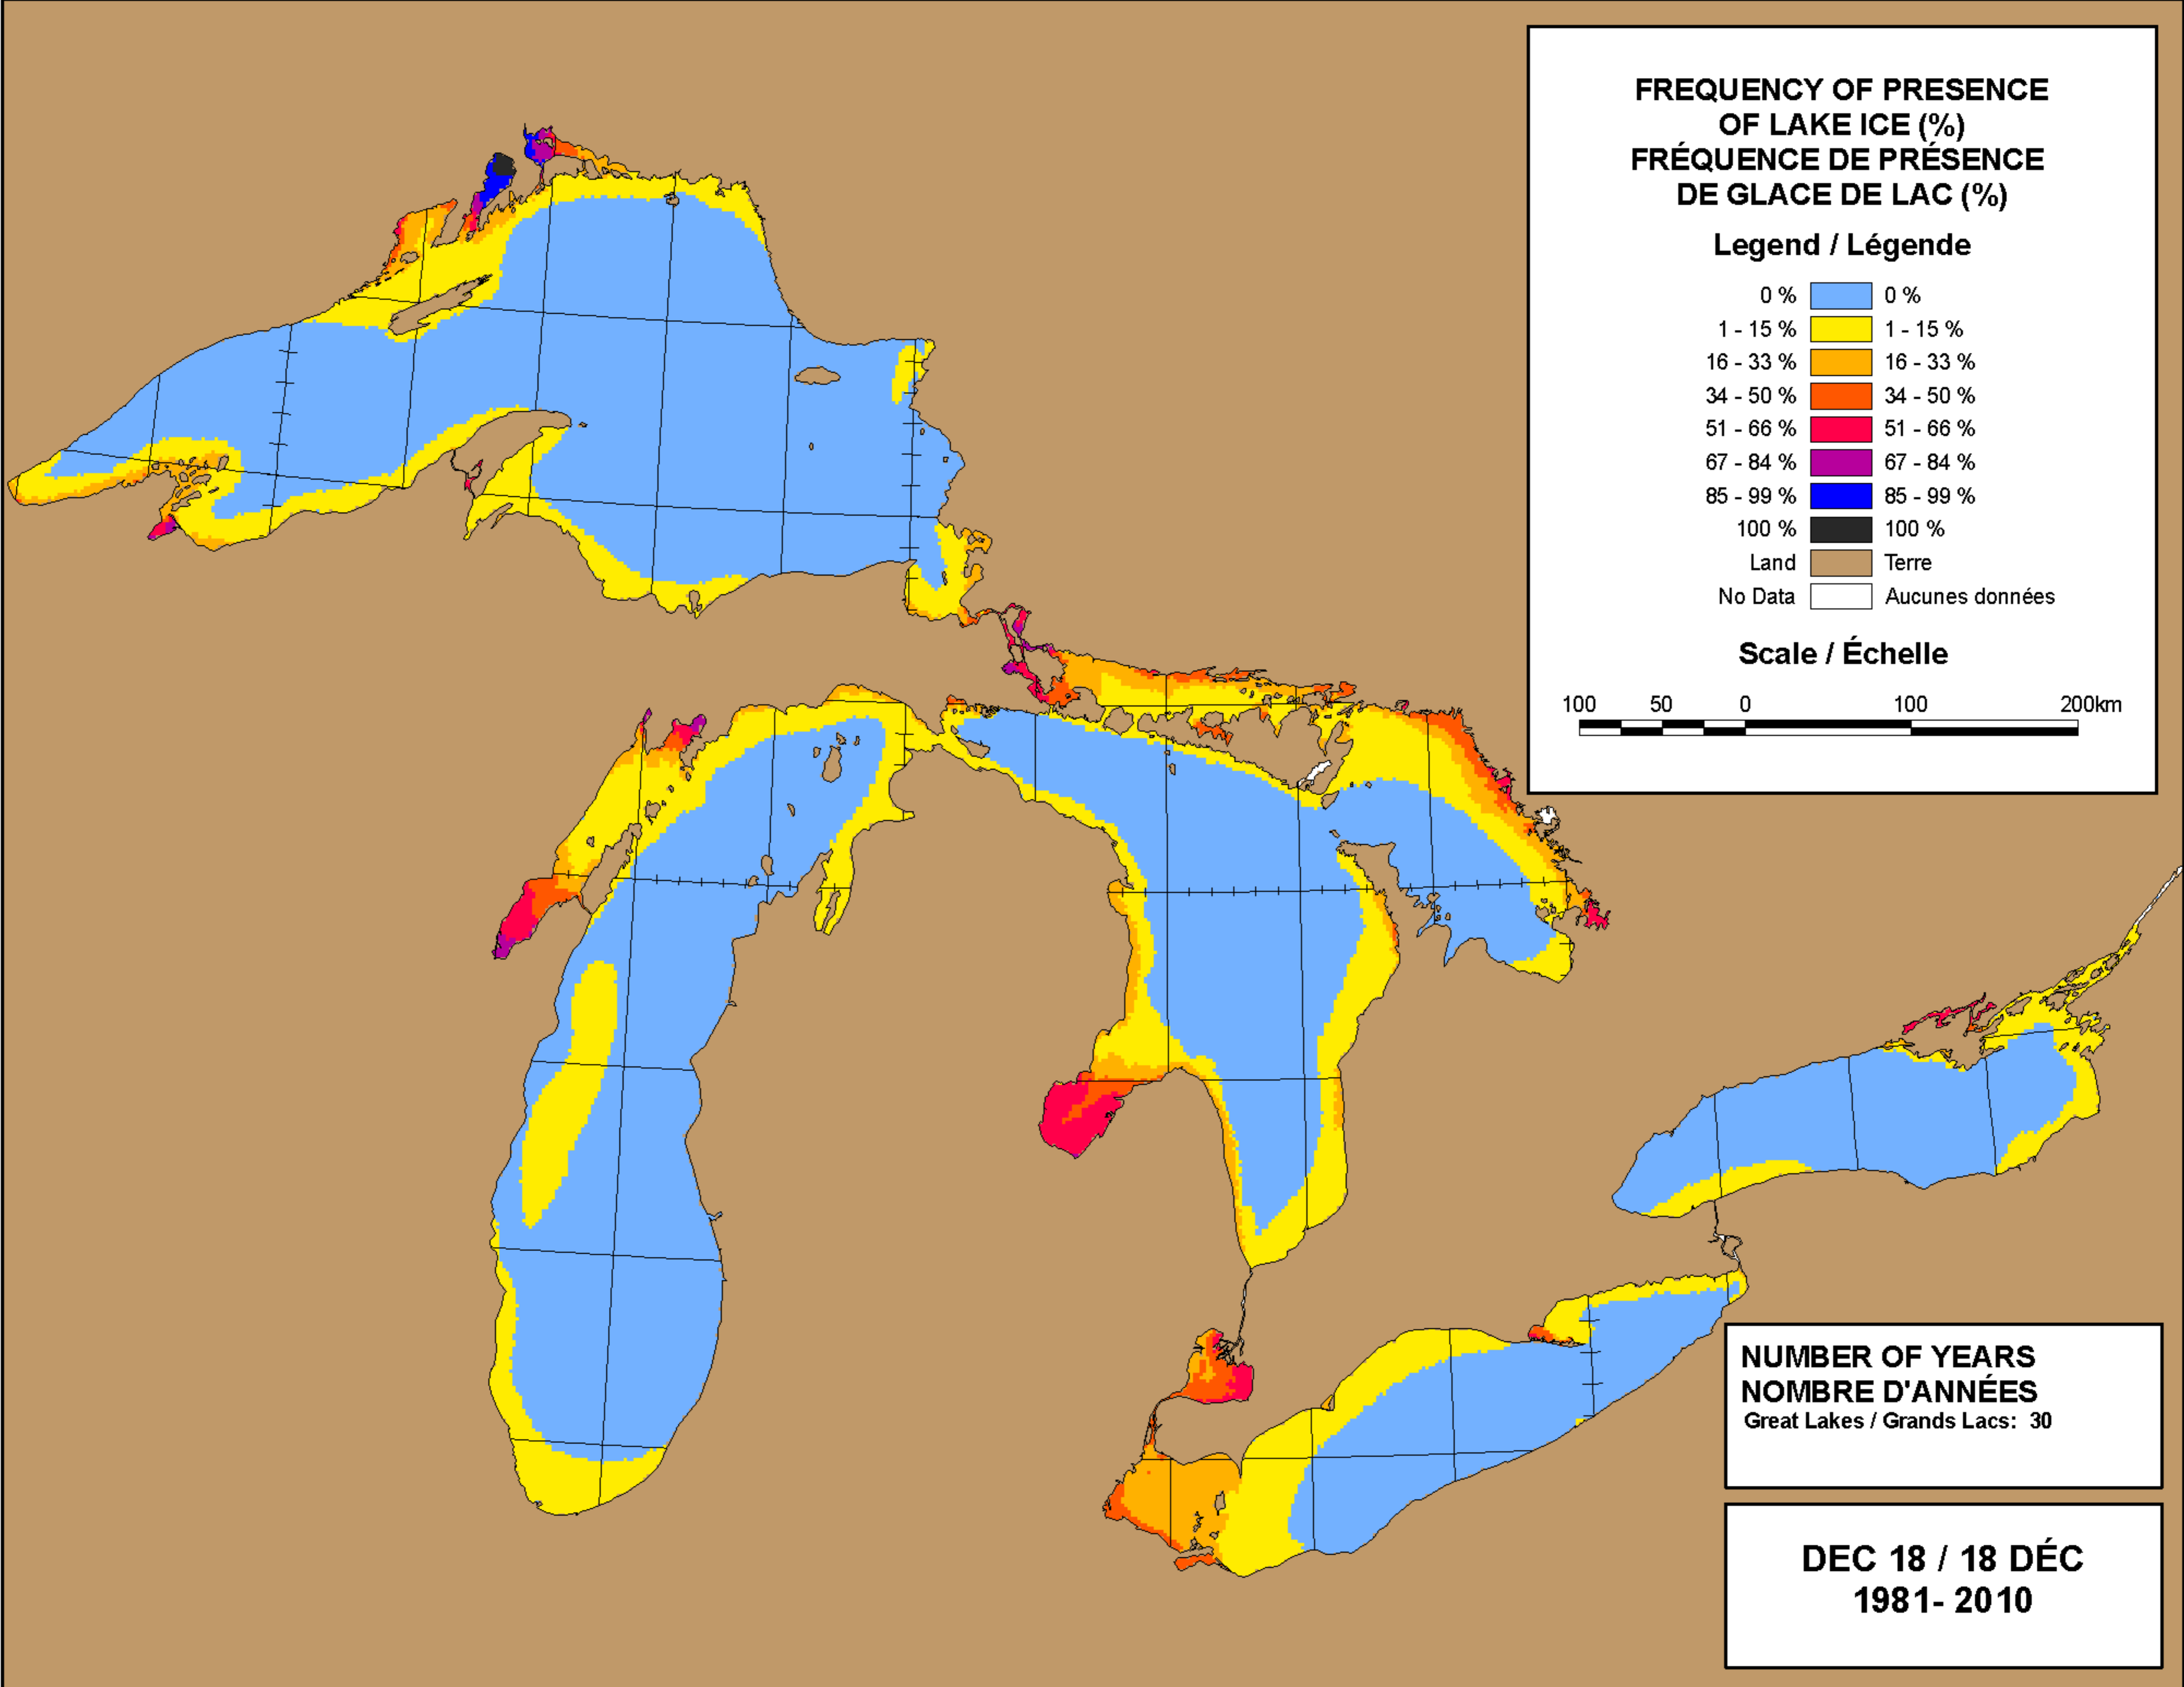 FREQUENCY OF PRESENCE
OF LAKE ICE (%)
FRÉQUENCE DE PRÉSENCE
DE GLACE DE LAC (%)
Legend / Légende
0 % 0 %
1 - 15 % 1 - 15 %
16 - 33 % 16 - 33 %
34 - 50 % 34 - 50 %
51 - 66 % 51 - 66 %
67 - 84 % 67 - 84 %
85 - 99 % 85 - 99 %
100 % 100 %
Land Terre
No Data Aucunes données
Scale / Échelle
100 50 0 100 200km
NUMBER OF YEARS
NOMBRE D'ANNÉES
Great Lakes / Grands Lacs: 30
DEC 18 / 18 DÉC
1981- 2010